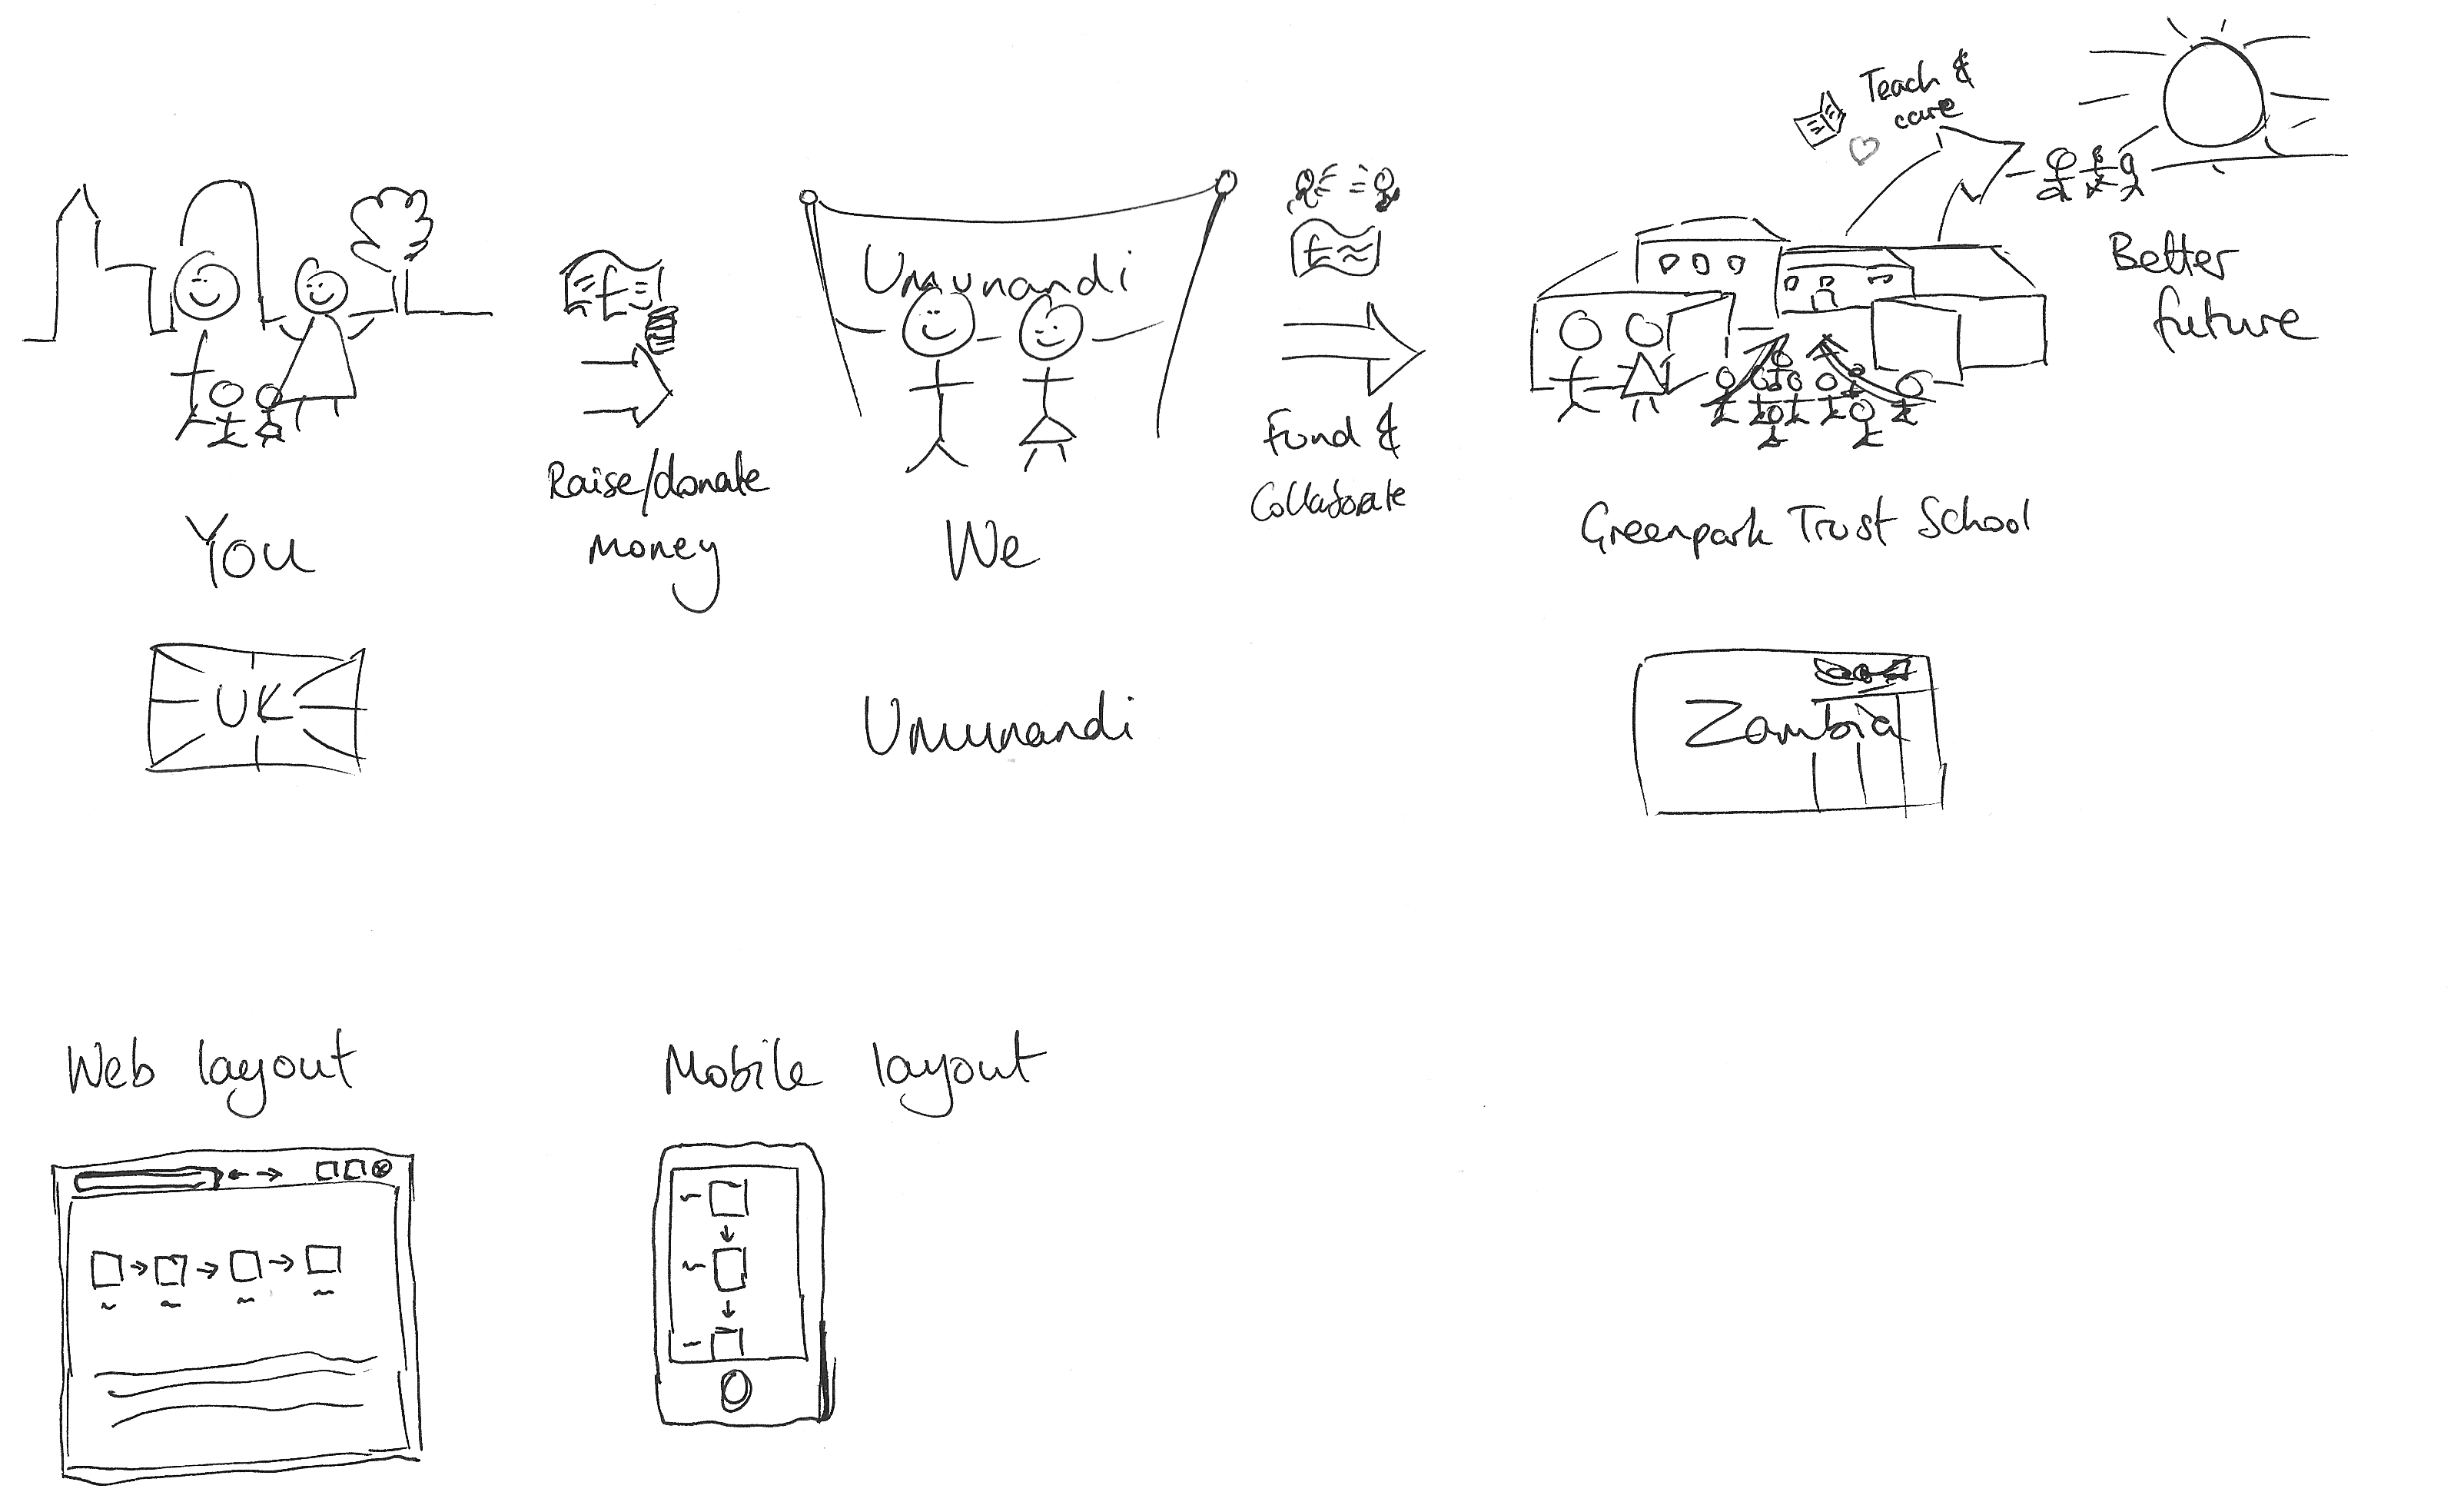 Teach &
care
Umunandi
£
£
Better
future
Raise/donate
Money
Fund &
Collaborate
You
We
Greenpark Trust School
UK
Umunandi
Zambia
Web layout
Mobile layout